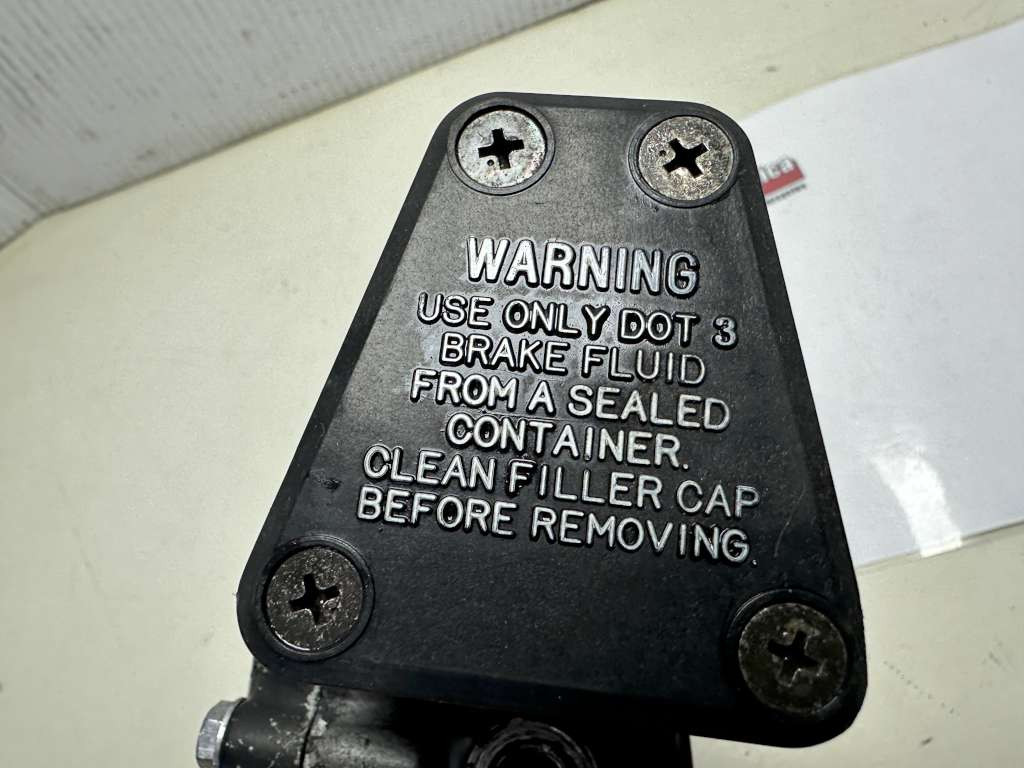 WARNING
USE ONLY DOT 3
BRAKE FLUID
FROM A SEALED
CONTAINER.
CLEAN FILLER CAP
BEFORE REMOVING.